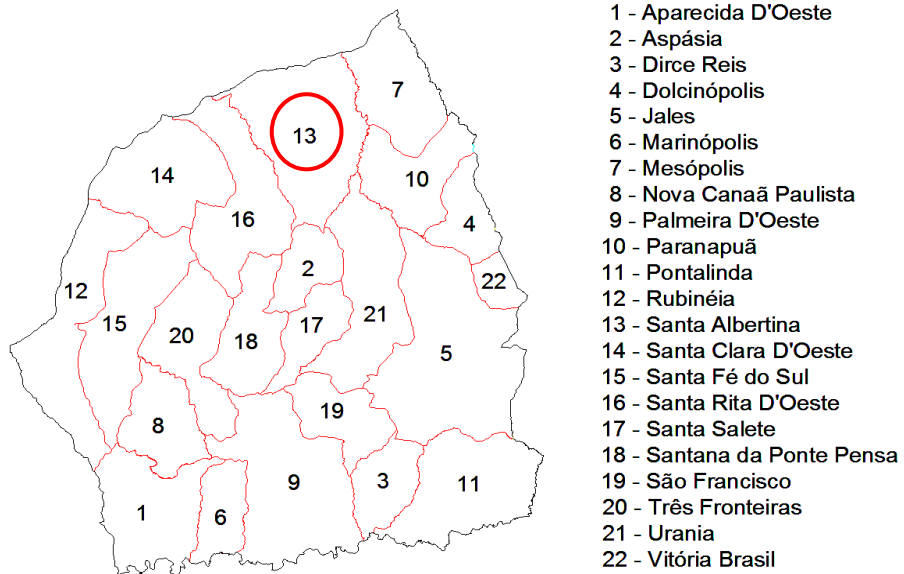 1 - Aparecida D'Oeste
2 - Aspásia
3 - Dirce Reis
4 - Dolcinópolis
5 - Jales
6 - Marinópolis
7 - Mesópolis
8 - Nova Canaã Paulista
9 - Palmeira D'Oeste
10 - Paranapuã
11 - Pontalinda
12 - Rubinéia
13 - Santa Albertina
14 - Santa Clara D'Oeste
15 - Santa Fé do Sul
16 - Santa Rita D'Oeste
17 - Santa Salete
18 - Santana da Ponte Pensa
19 - São Francisco
20 - Três Fronteiras
21 - Urania
22 - Vitória Brasil
7
13
14
10
16
4
2
22
12
15
20
18
17
21
5
19
8
9
3
11
1
6